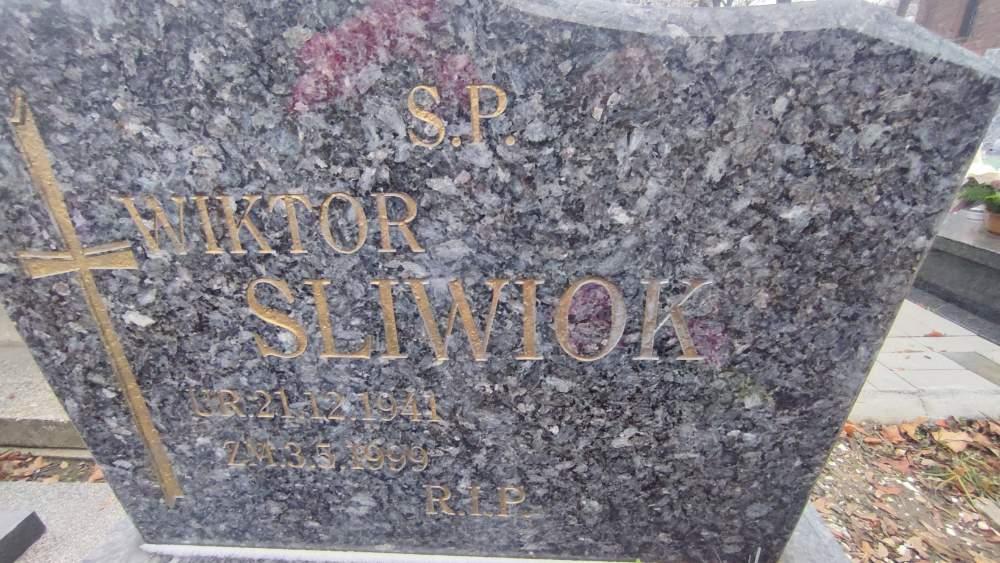 S.P.
WIKTOR
SLIWIOK
UR.21.12.1941
ZM.3.5.1999
R.I.P.